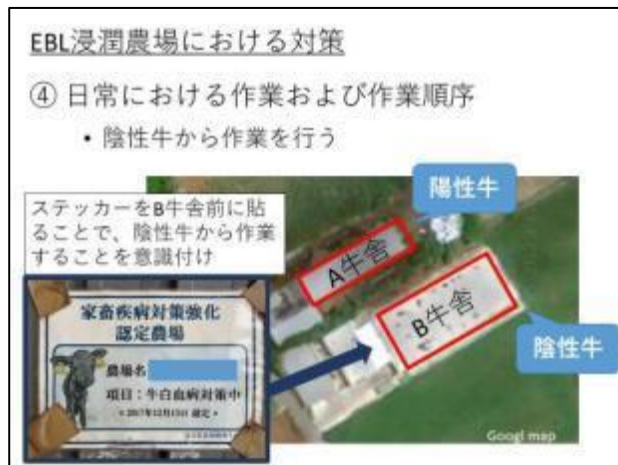 EBL浸潤農場における対策
④ 日常における作業および作業順序
• 陰性牛から作業を行う
陽性牛
ステッカーをB牛舎前に貼
ることで、陰性牛から作業
することを意識付け
A牛舎
B牛舎
陰性牛
家畜疾病対策強化
認定農場
農場名
項目：牛白血病対策中
Googl map